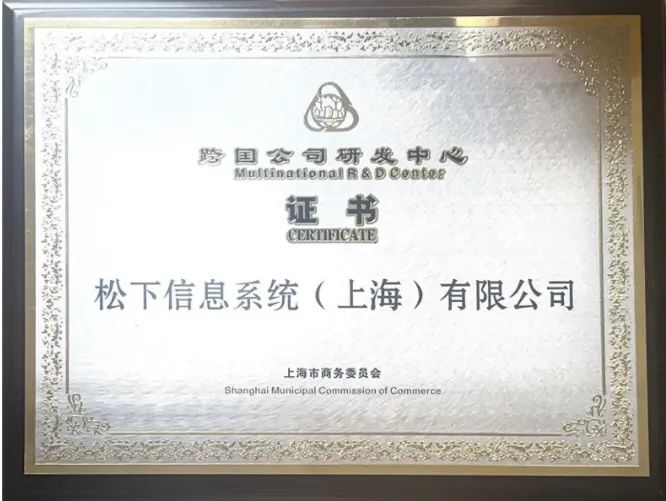 跨国公司研发中心
Multinational R & D Center
证书
CERTIFICATE
松下信息系统（上海）有限公司
上海市商务委员会
Shanghai Municipal Commission of Commerce